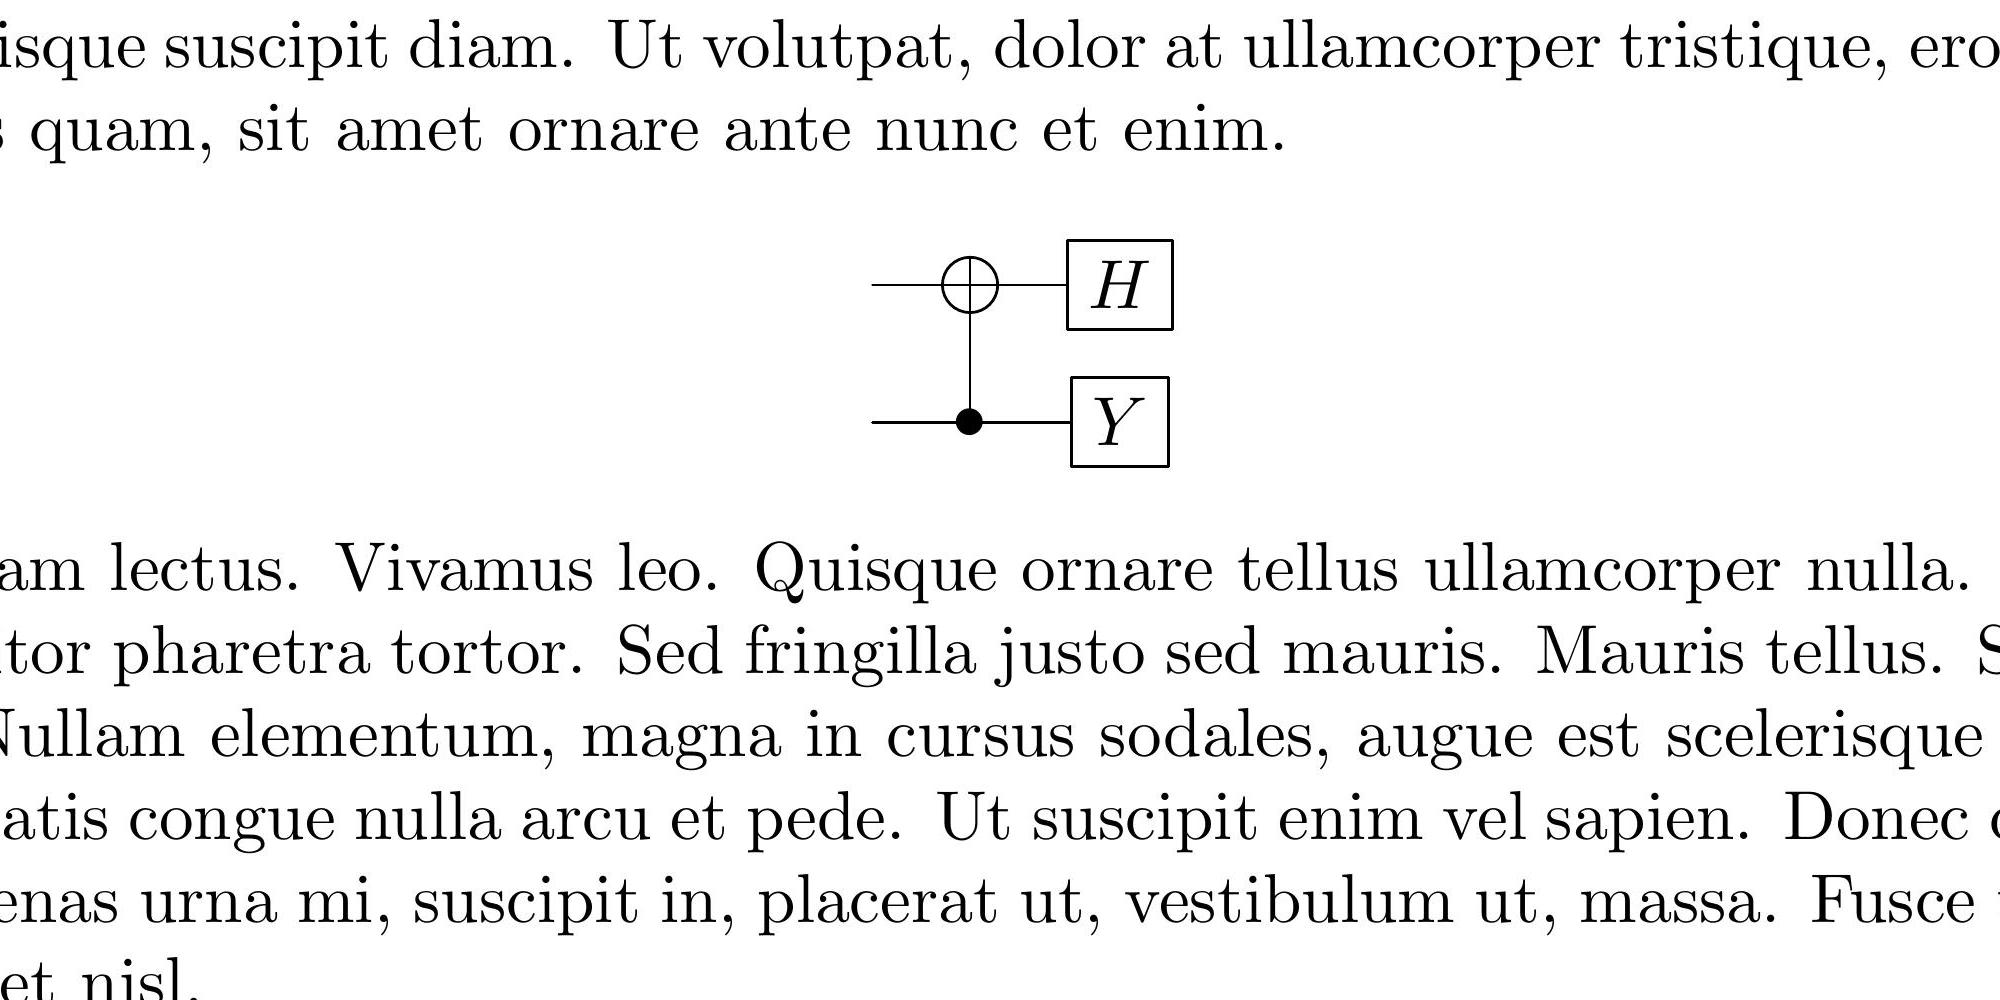 isque suscipit diam. Ut volutpat, dolor at ullamcorper tristique, ero
quam, sit amet ornare ante nunc et enim.
H
Y
am lectus. Vivamus leo. Quisque ornare tellus ullamcorper nulla.
tor pharetra tortor. Sed fringilla justo sed mauris. Mauris tellus. S
Nullam elementum, magna in cursus sodales, augue est scelerisque
atis congue nulla arcu et pede. Ut suscipit enim vel sapien. Donec
enas urna mi, suscipit in, placerat ut, vestibulum ut, massa. Fusce
et nisl.